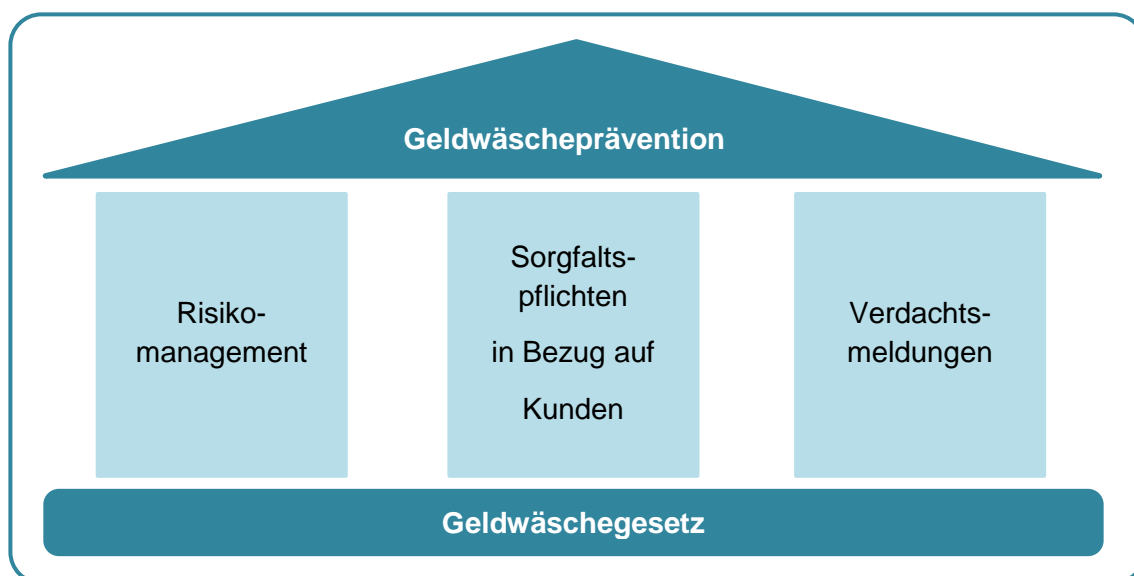 Geldwäscheprävention
Risiko-
management
Sorgfalts-
pflichten
in Bezug auf
Kunden
Verdachts-
meldungen
Geldwäschegesetz